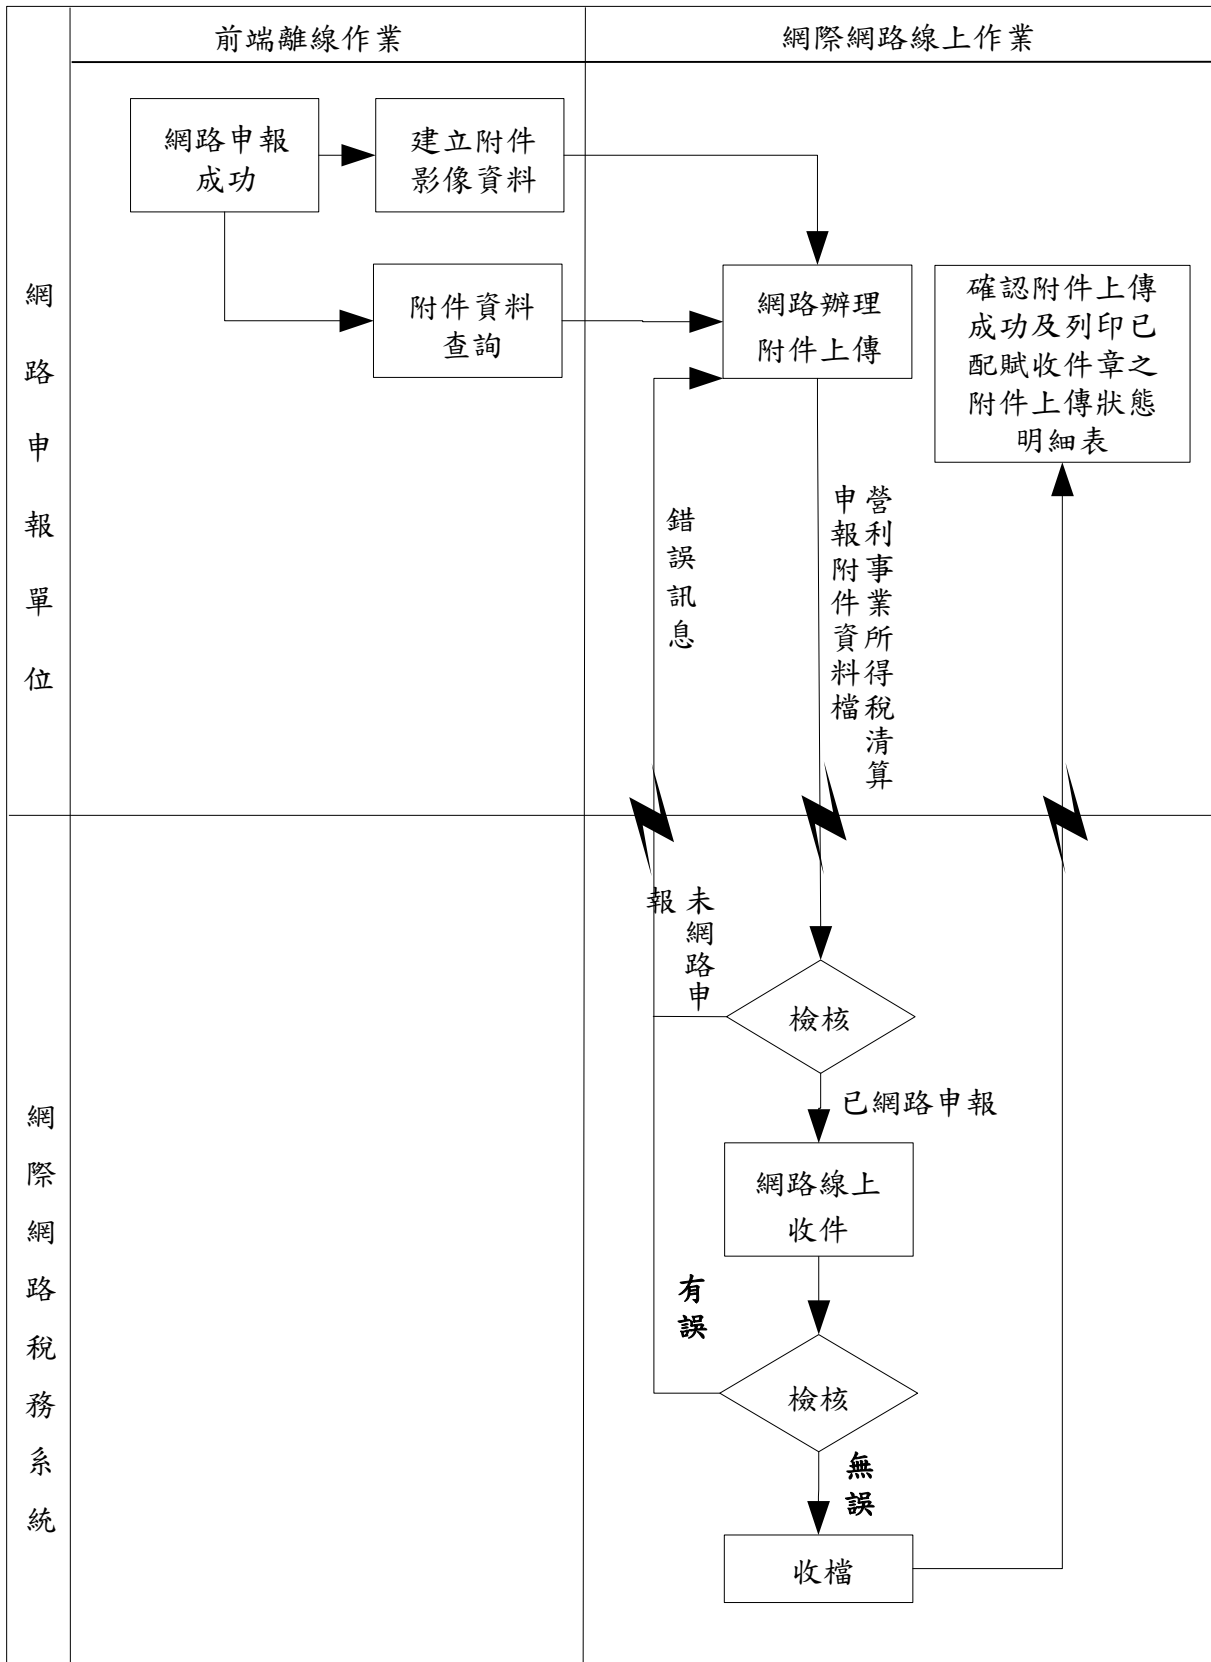 前端離線作業
網際網路線上作業
網路申報單位
網路申報
成功
建立附件
影像資料
附件資料
查詢
網路辦理
附件上傳
確認附件上傳
成功及列印已
配賦收件章之
附件上傳狀態
明細表
錯誤訊息
營利事業所得稅清算
申報附件資料檔
網際網路稅務系統
未網路申
報
檢核
已網路申報
網路線上
收件
有誤
檢核
無誤
收檔